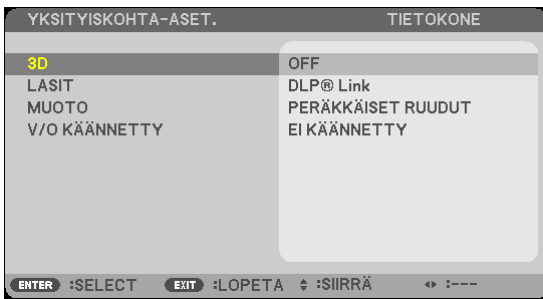 YKSITYISKOHTA-ASET. TIETOKONE
3D OFF
LASIT DLP® Link
MUOTO PERÄKKÄISET RUUDUT
V/O KÄÄNNETTY EI KÄÄNNETTY
ENTER :SELECT EXIT :LOPETA :SIIRRÄ :---